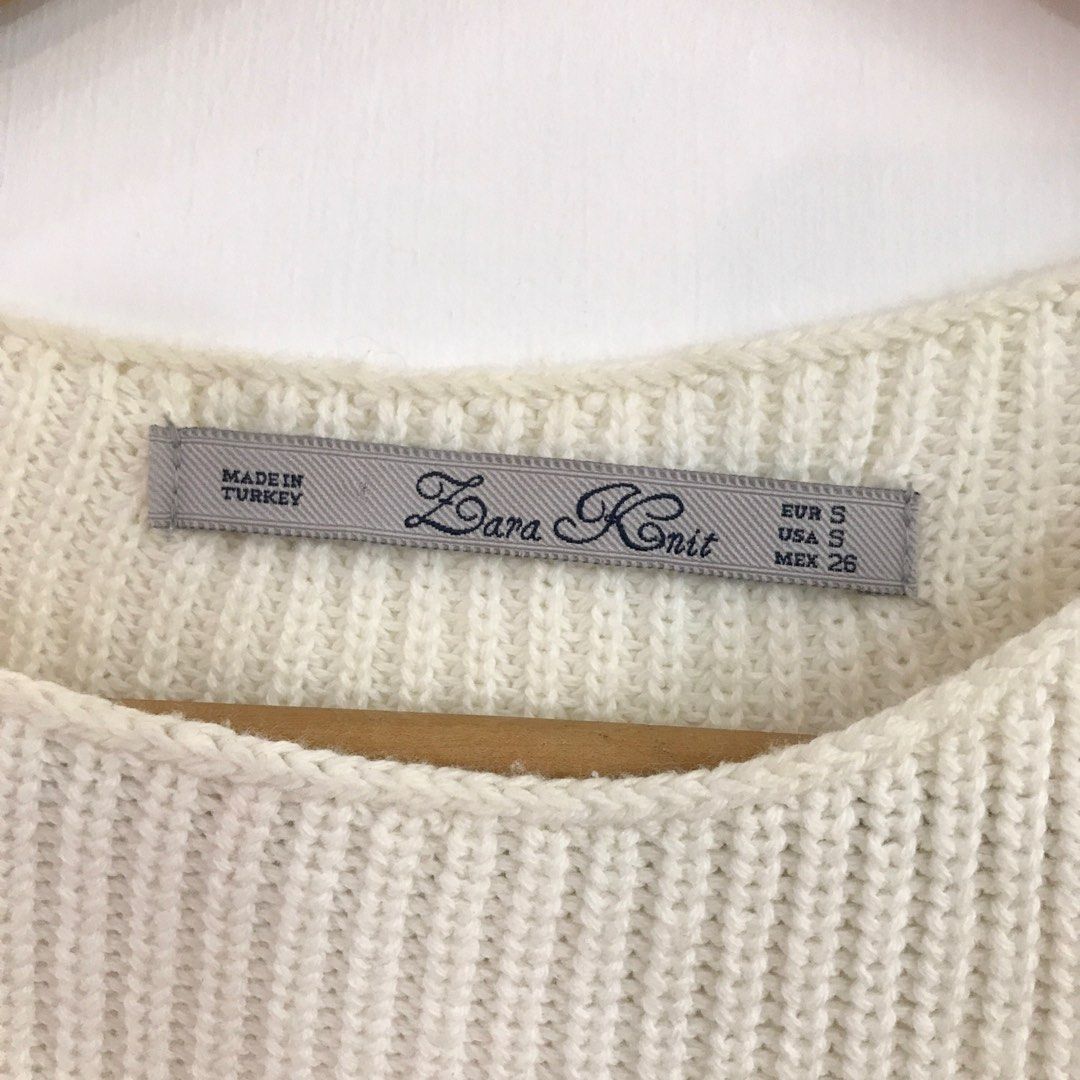 MADE IN
TURKEY
Zara Knit
EUR S
USA S
MEX 26